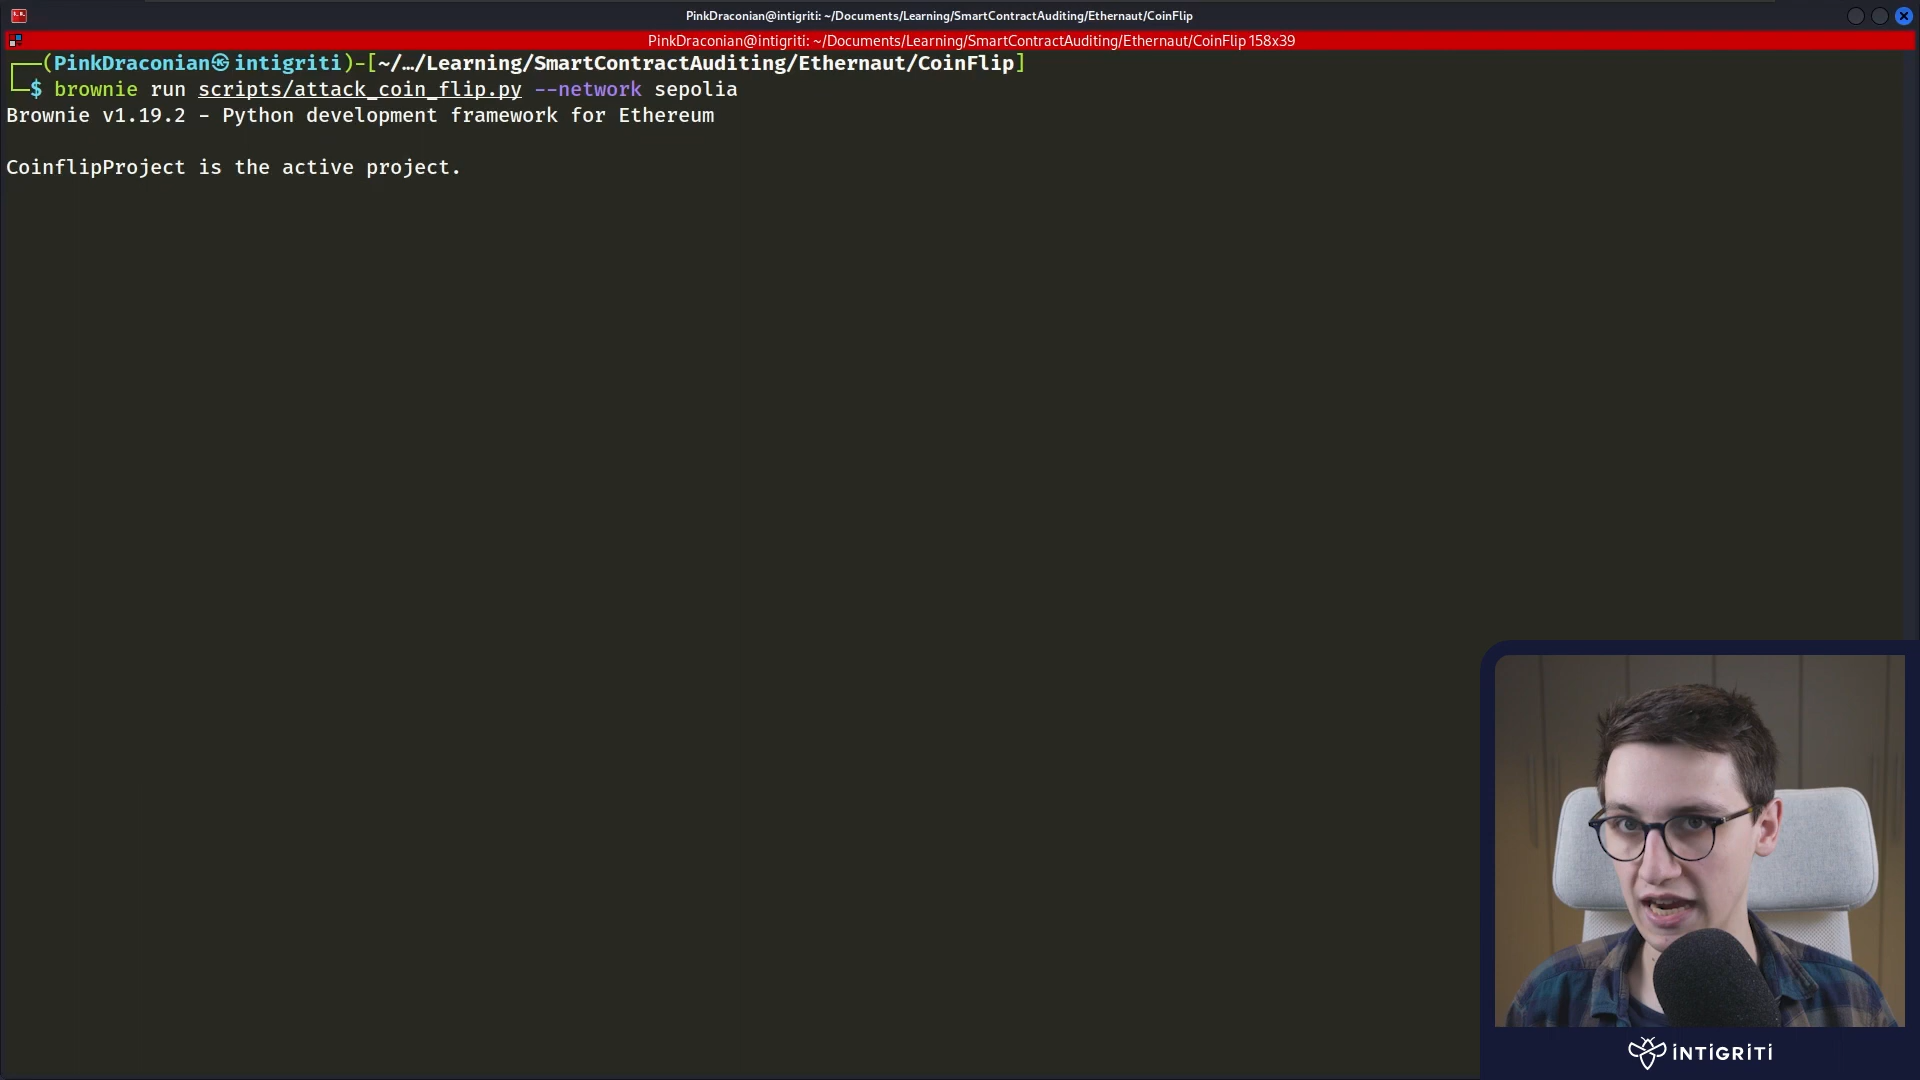 PinkDraconian@intigriti: ~/Documents/Learning/SmartContractAuditing/Ethernaut/CoinFlip
PinkDraconian@intigriti: ~/Documents/Learning/SmartContractAuditing/Ethernaut/CoinFlip 158x39
┌──(PinkDraconian㉿intigriti)-[~/…/Learning/SmartContractAuditing/Ethernaut/CoinFlip]
└─$ brownie run scripts/attack_coin_flip.py --network sepolia
Brownie v1.19.2 - Python development framework for Ethereum
CoinflipProject is the active project.
INTIGRITI